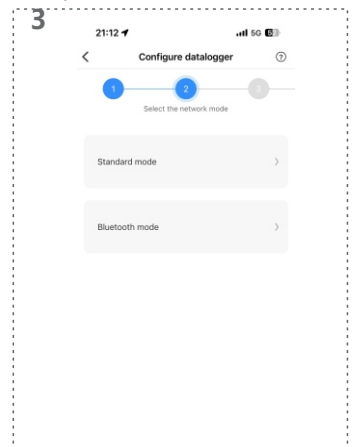 3
21:12 5G
Configure datalogger
1 2 3
Select the network mode
Standard mode
Bluetooth mode